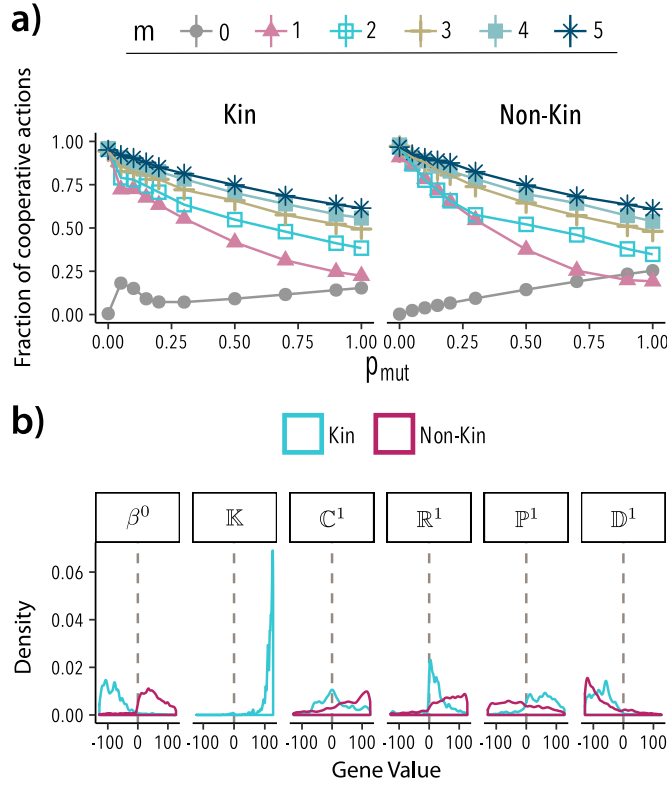 a)
m 0 1 2 3 4 5
Kin Non-Kin
Fraction of cooperative actions
1.00
0.75
0.50
0.25
0.00
0.00 0.25 0.50 0.75 1.00 0.00 0.25 0.50 0.75 1.00
pmut
b)
Kin Non-Kin
β⁰ 𝕂 ℂ¹ ℝ¹ ℙ¹ 𝔻¹
Density
0.06
0.04
0.02
0.00
-100 0 100 -100 0 100 -100 0 100 -100 0 100 -100 0 100 -100 0 100
Gene Value